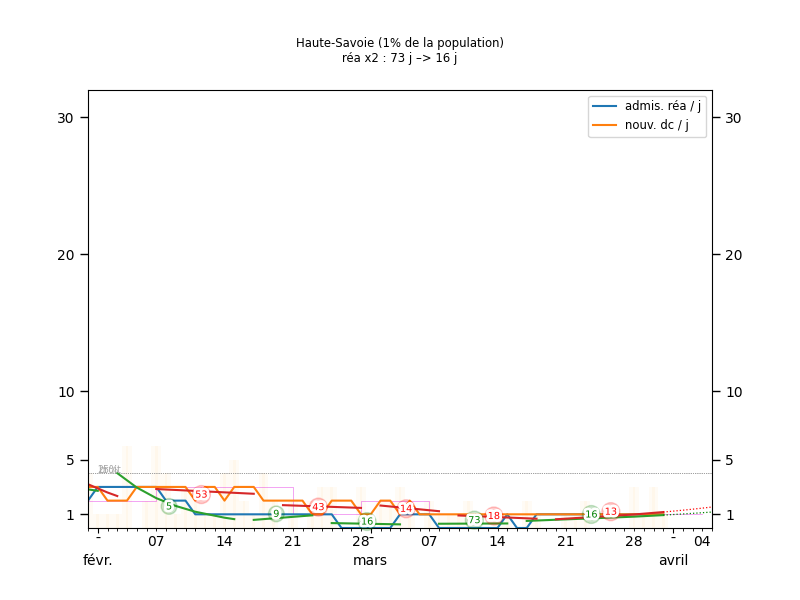 Haute-Savoie (1% de la population)
réa x2 : 73 j –> 16 j
admis. réa / j
nouv. dc / j
30 30
20 20
10 10
5 5
1 1
5 53 9 43 16 14 73 18 16 13
- 07 14 21 28 - 07 14 21 28 - 04
févr. mars avril